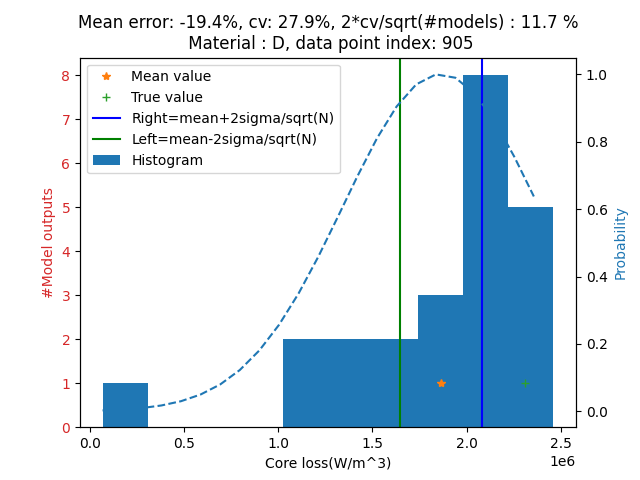 Mean error: -19.4%, cv: 27.9%, 2*cv/sqrt(#models) : 11.7 %
Material : D, data point index: 905
Mean value
True value
Right=mean+2sigma/sqrt(N)
Left=mean-2sigma/sqrt(N)
Histogram
#Model outputs
8
7
6
5
4
3
2
1
0
Probability
1.0
0.8
0.6
0.4
0.2
0.0
0.0 0.5 1.0 1.5 2.0 2.5
1e6
Core loss(W/m^3)